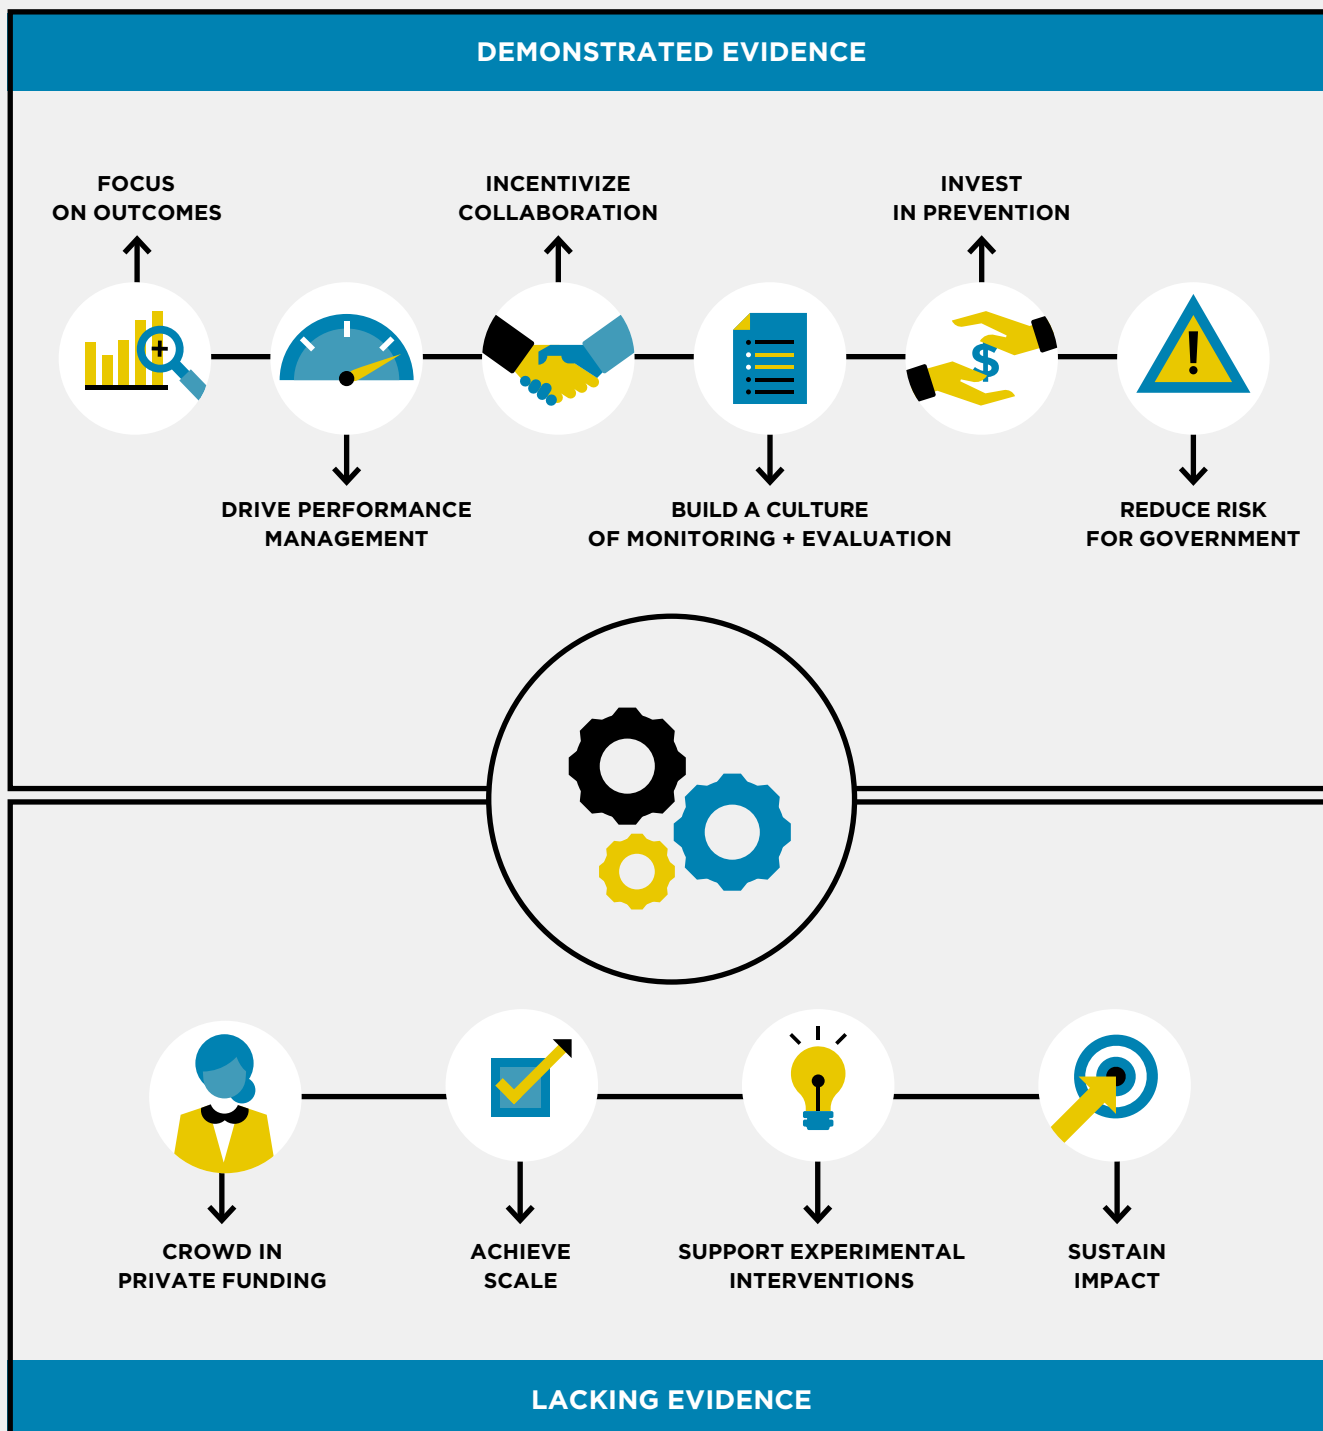 DEMONSTRATED EVIDENCE
FOCUS
ON OUTCOMES
INCENTIVIZE
COLLABORATION
INVEST
IN PREVENTION
$
!
DRIVE PERFORMANCE
MANAGEMENT
BUILD A CULTURE
OF MONITORING + EVALUATION
REDUCE RISK
FOR GOVERNMENT
CROWD IN
PRIVATE FUNDING
ACHIEVE
SCALE
SUPPORT EXPERIMENTAL
INTERVENTIONS
SUSTAIN
IMPACT
LACKING EVIDENCE